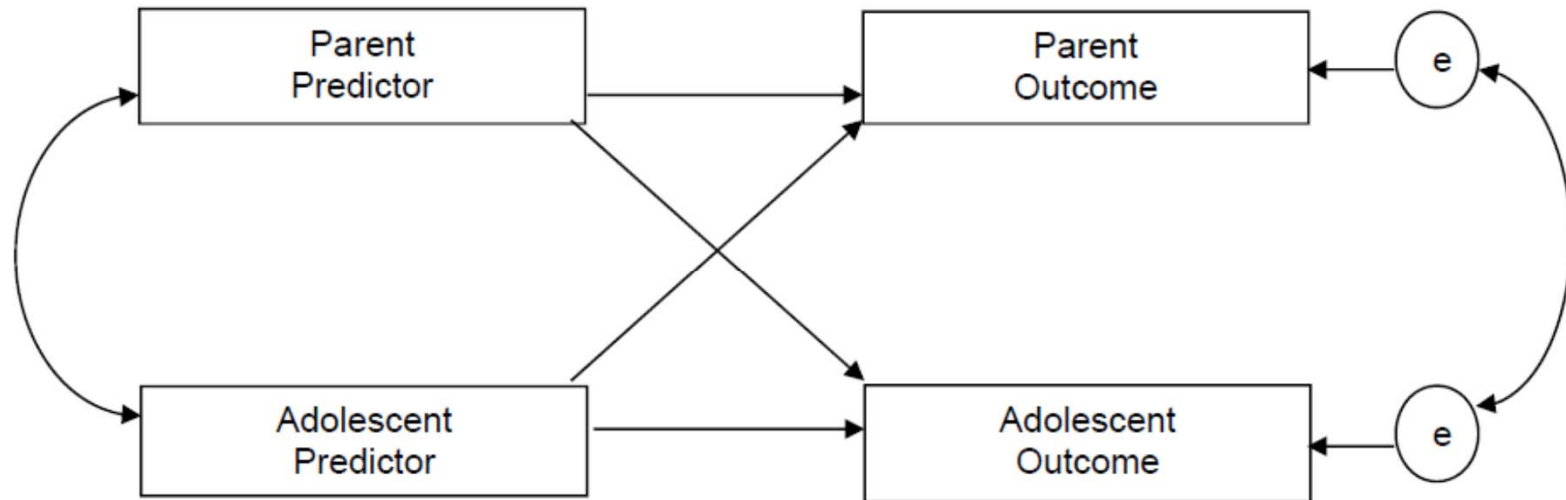 Parent
Predictor
Parent
Outcome
e
Adolescent
Predictor
Adolescent
Outcome
e